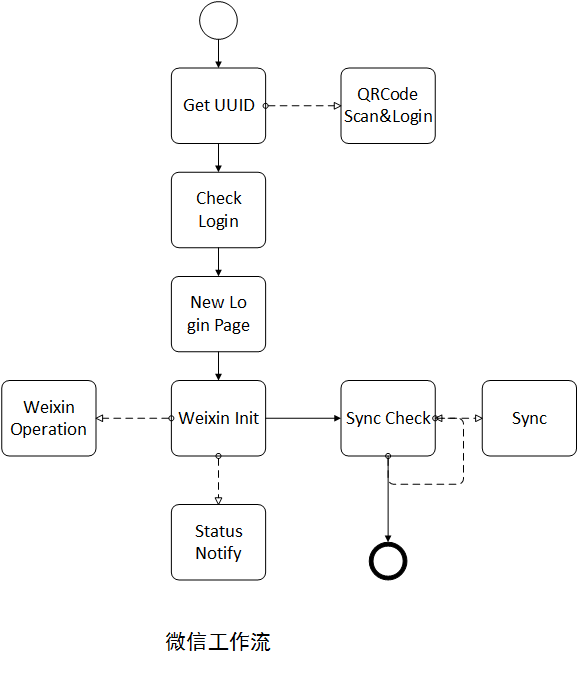 Get UUID
QRCode
Scan&Login
Check
Login
New Lo
gin Page
Weixin
Operation
Weixin Init
Sync Check
Sync
Status
Notify
微信工作流